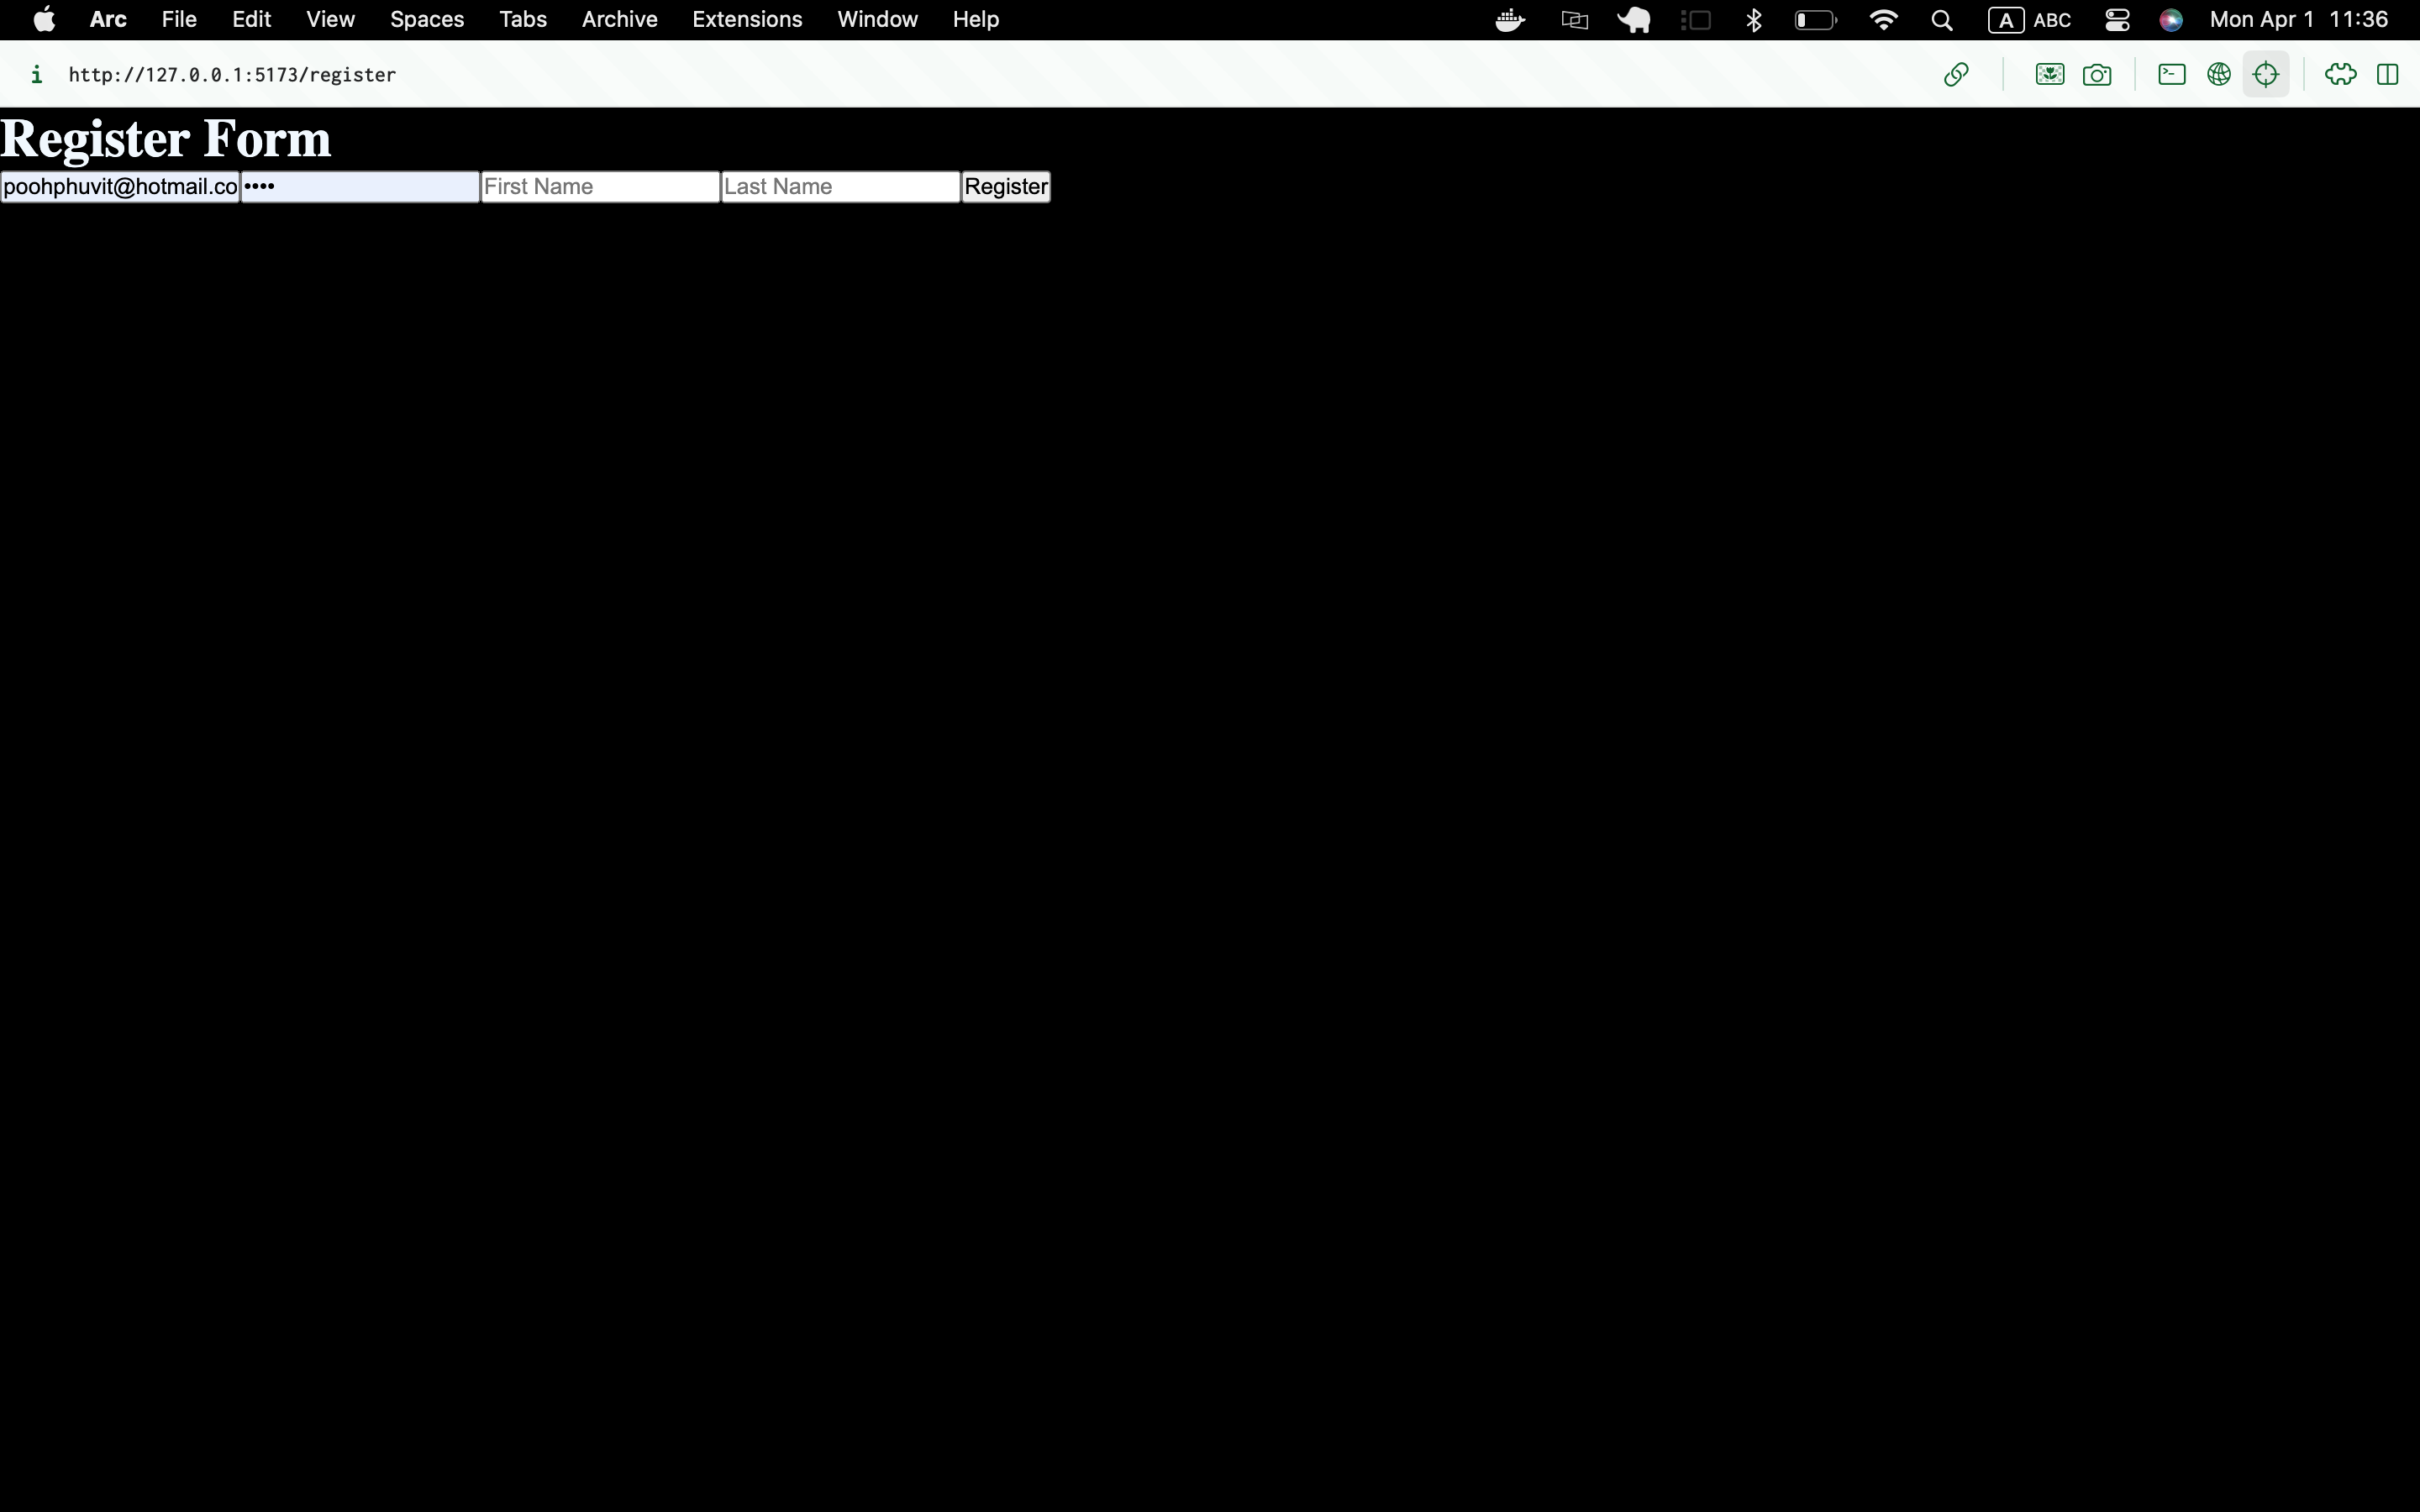 Arc File Edit View Spaces Tabs Archive Extensions Window Help A ABC Mon Apr 1 11:36
i http://127.0.0.1:5173/register
Register Form
poohphuvit@hotmail.co •••• First Name Last Name Register